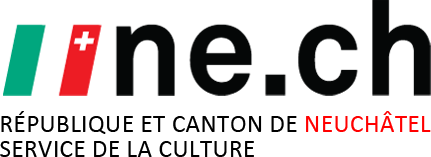 ne.ch
RÉPUBLIQUE ET CANTON DE NEUCHÂTEL
SERVICE DE LA CULTURE